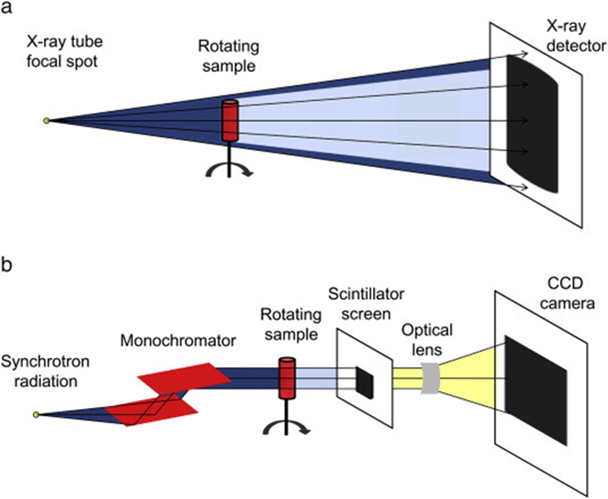 a
X-ray tube
focal spot
Rotating
sample
X-ray
detector
b
Synchrotron
radiation
Monochromator
Rotating
sample
Scintillator
screen
Optical
lens
CCD
camera